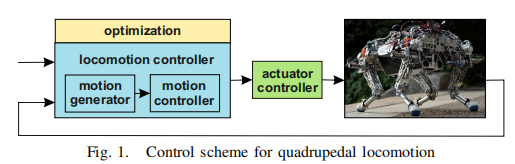 optimization
locomotion controller
motion
generator
motion
controller
actuator
controller
Fig. 1. Control scheme for quadrupedal locomotion